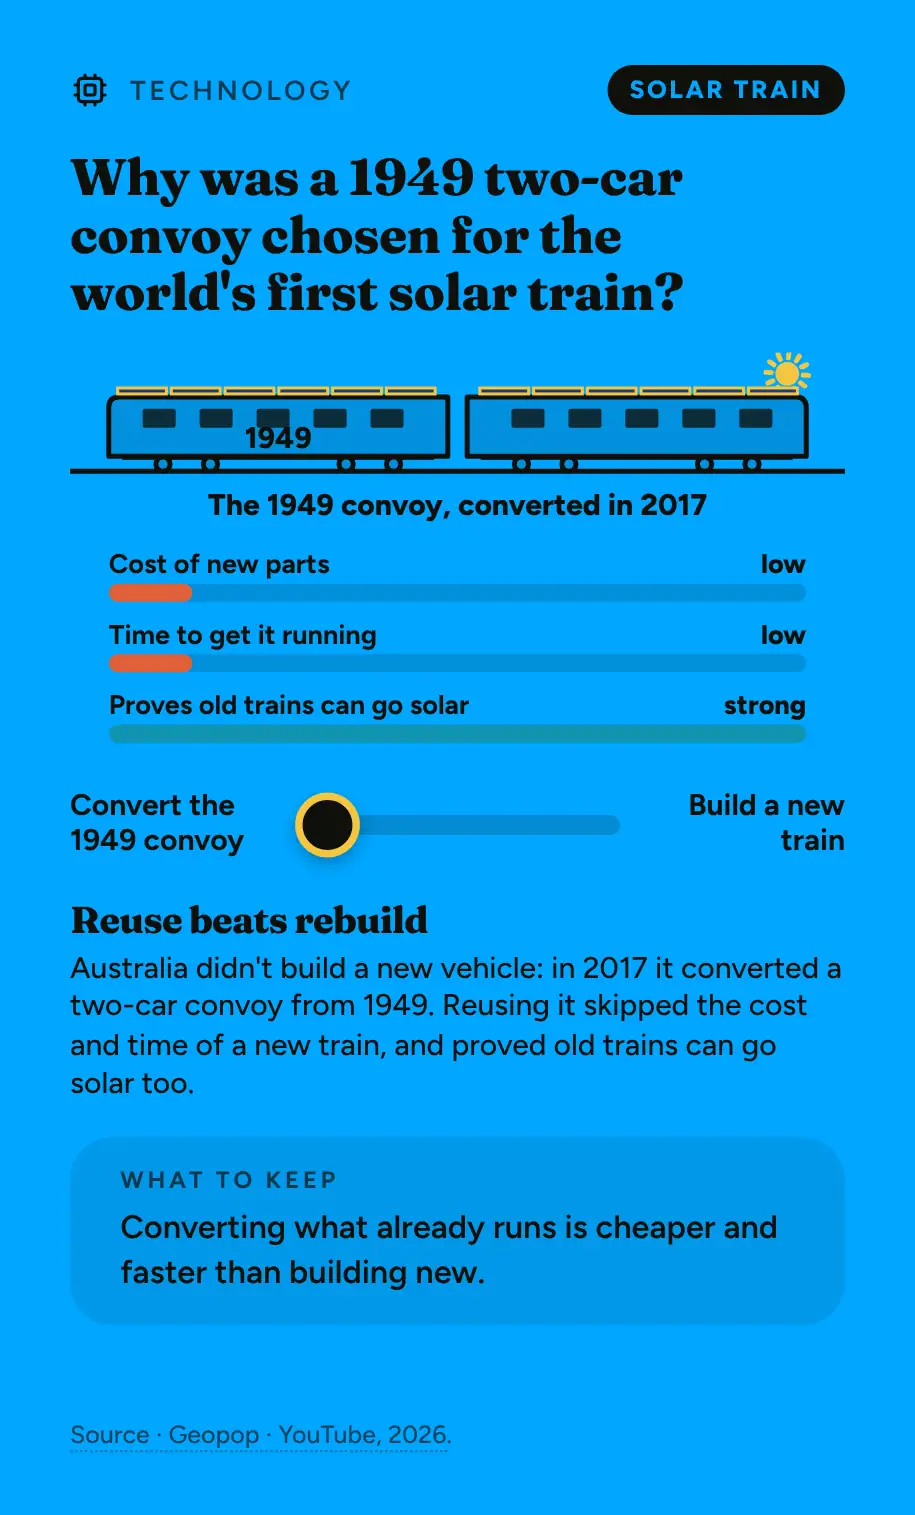 TECHNOLOGY
SOLAR TRAIN
Why was a 1949 two-car
convoy chosen for the
world's first solar train?
1949
The 1949 convoy, converted in 2017
Cost of new parts
low
Time to get it running
low
Proves old trains can go solar
strong
Convert the
1949 convoy
Build a new
train
Reuse beats rebuild
Australia didn't build a new vehicle: in 2017 it converted a
two-car convoy from 1949. Reusing it skipped the cost
and time of a new train, and proved old trains can go
solar too.
WHAT TO KEEP
Converting what already runs is cheaper and
faster than building new.
Source · Geopop · YouTube, 2026.